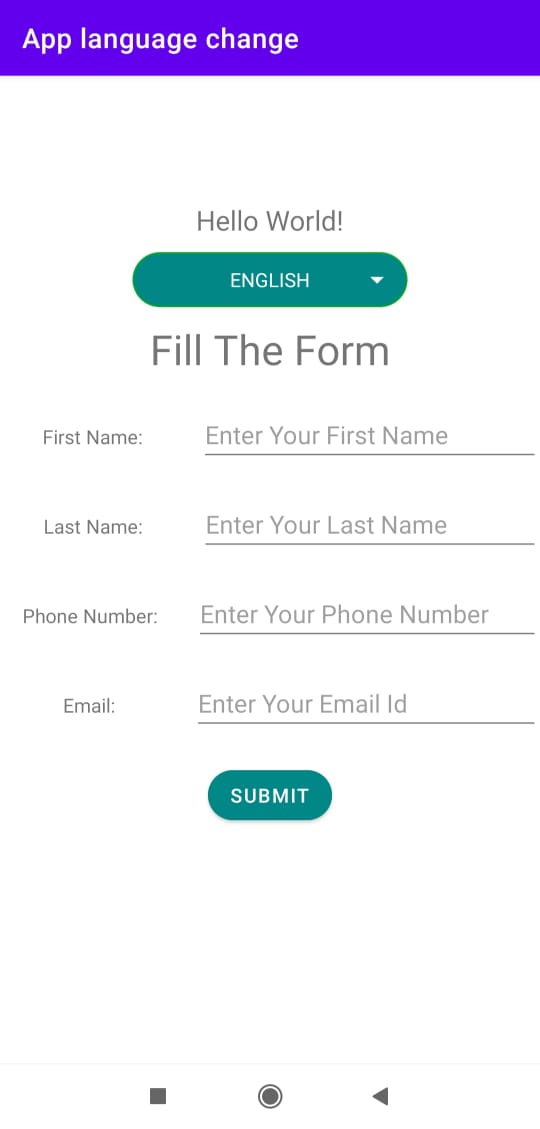 App language change
Hello World!
ENGLISH
Fill The Form
First Name: Enter Your First Name
Last Name: Enter Your Last Name
Phone Number: Enter Your Phone Number
Email: Enter Your Email Id
SUBMIT